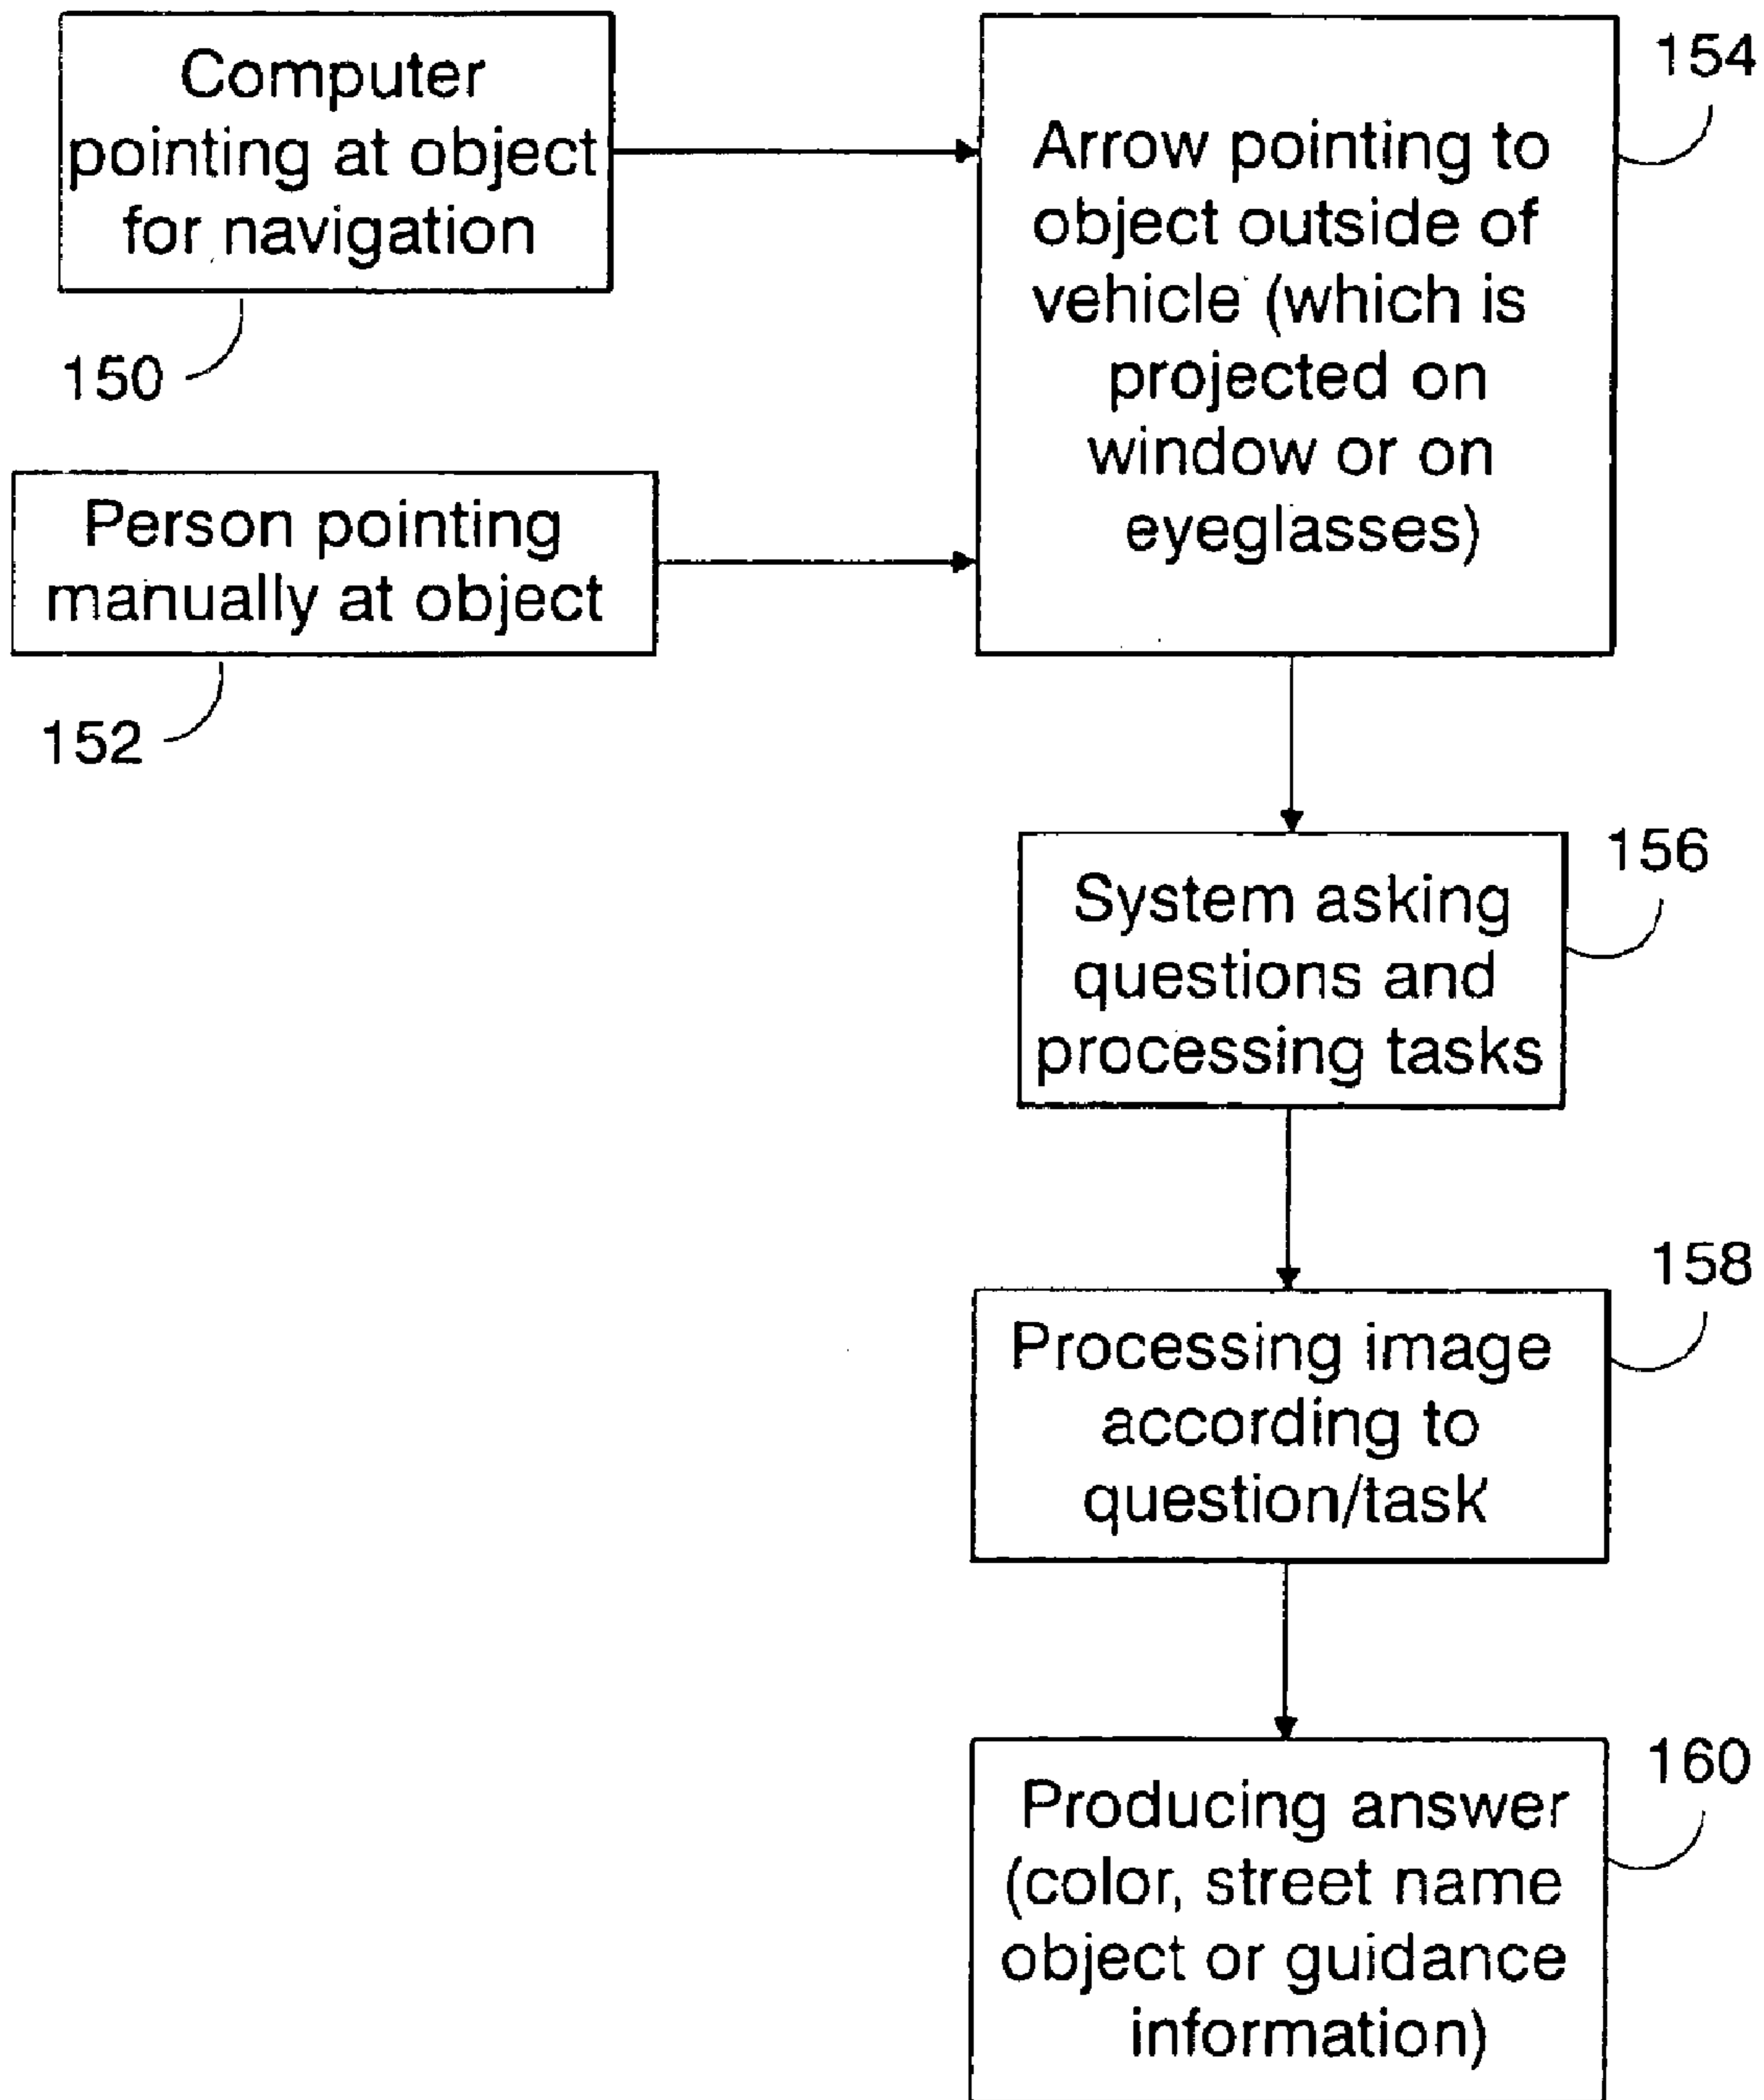 Computer
pointing at object
for navigation
150
Person pointing
manually at object
152
154
Arrow pointing to
object outside of
vehicle (which is
projected on
window or on
eyeglasses)
156
System asking
questions and
processing tasks
158
Processing image
according to
question/task
160
Producing answer
(color, street name
object or guidance
information)